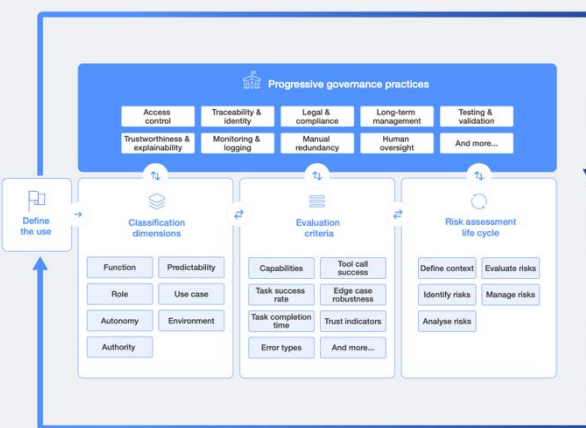 Progressive governance practices
Access
control
Traceability &
identity
Legal &
compliance
Long-term
management
Testing &
validation
Trustworthiness &
explainability
Monitoring &
logging
Manual
redundancy
Human
oversight
And more...
Define
the use
Classification
dimensions
Function
Predictability
Role
Use case
Autonomy
Environment
Authority
Evaluation
criteria
Capabilities
Tool call
success
Task success
rate
Edge case
robustness
Task completion
time
Trust indicators
Error types
And more...
Risk assessment
life cycle
Define context
Evaluate risks
Identify risks
Manage risks
Analyse risks